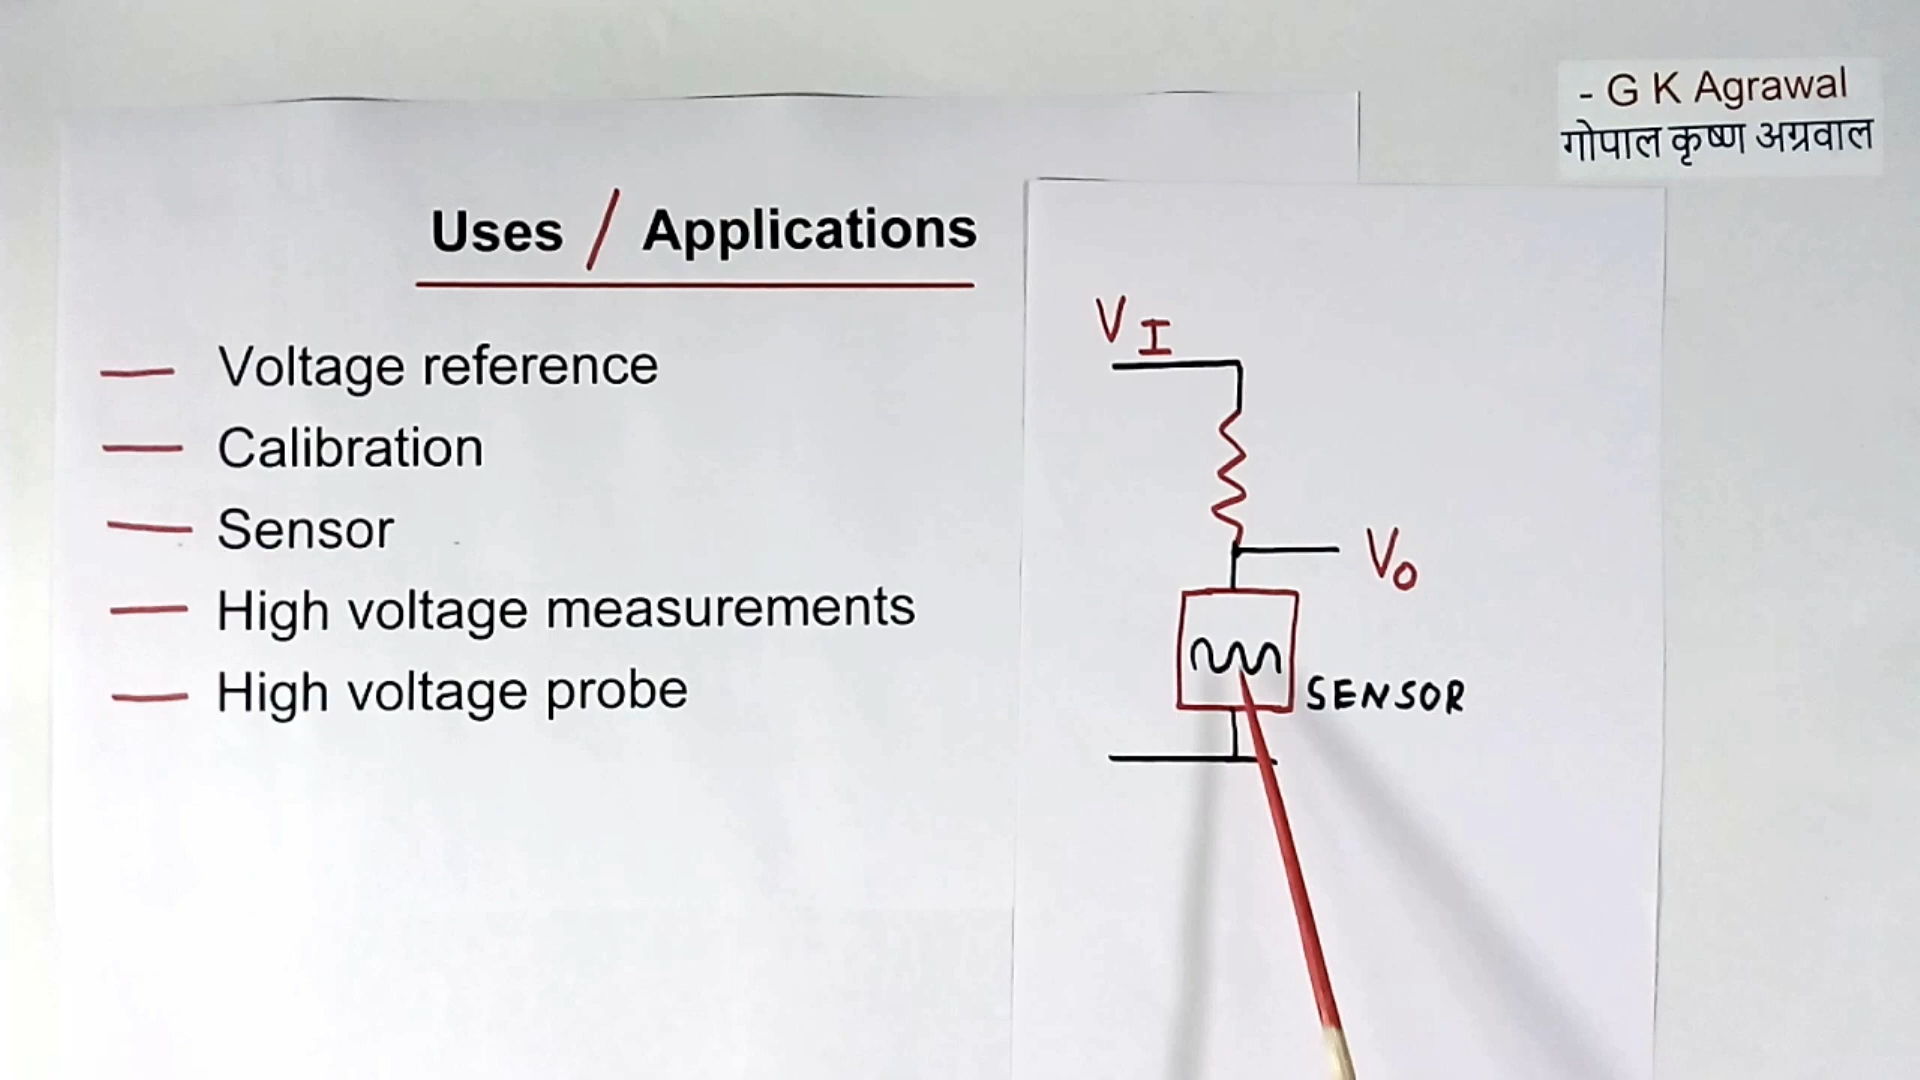 - G K Agrawal
गोपाल कृष्ण अग्रवाल
Uses / Applications
Voltage reference
Calibration
Sensor
High voltage measurements
High voltage probe
VI
VO
SENSOR